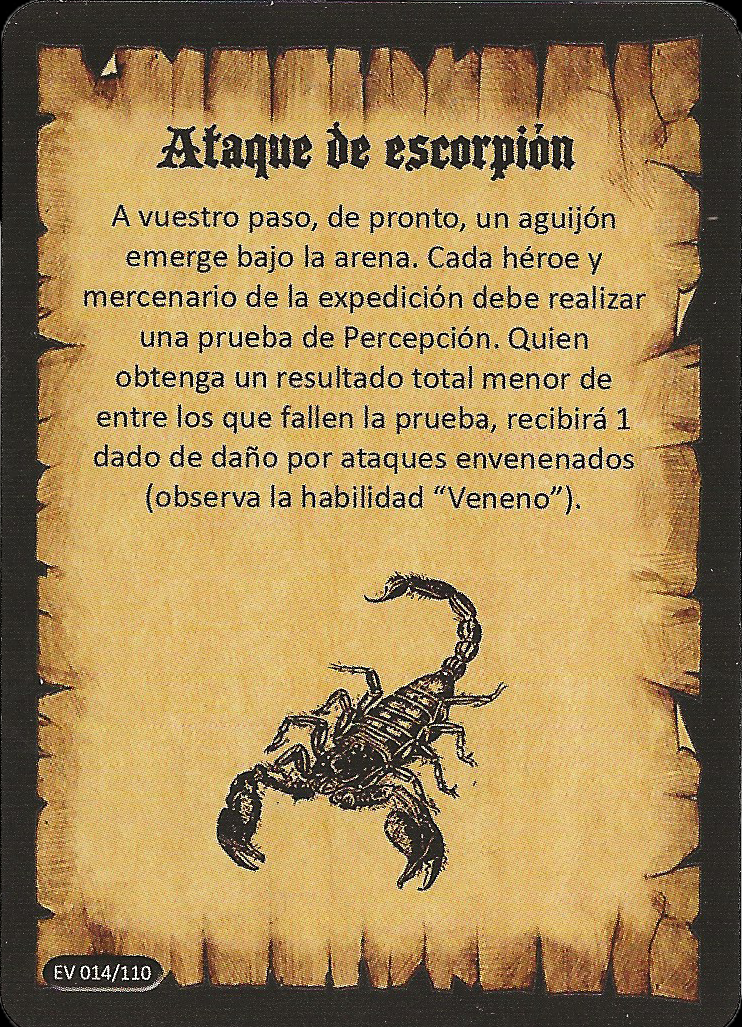 Ataque de escorpión
A vuestro paso, de pronto, un aguijón
emerge bajo la arena. Cada héroe y
mercenario de la expedición debe realizar
una prueba de Percepción. Quien
obtenga un resultado total menor de
entre los que fallen la prueba, recibirá 1
dado de daño por ataques envenenados
(observa la habilidad “Veneno”).
EV 014/110